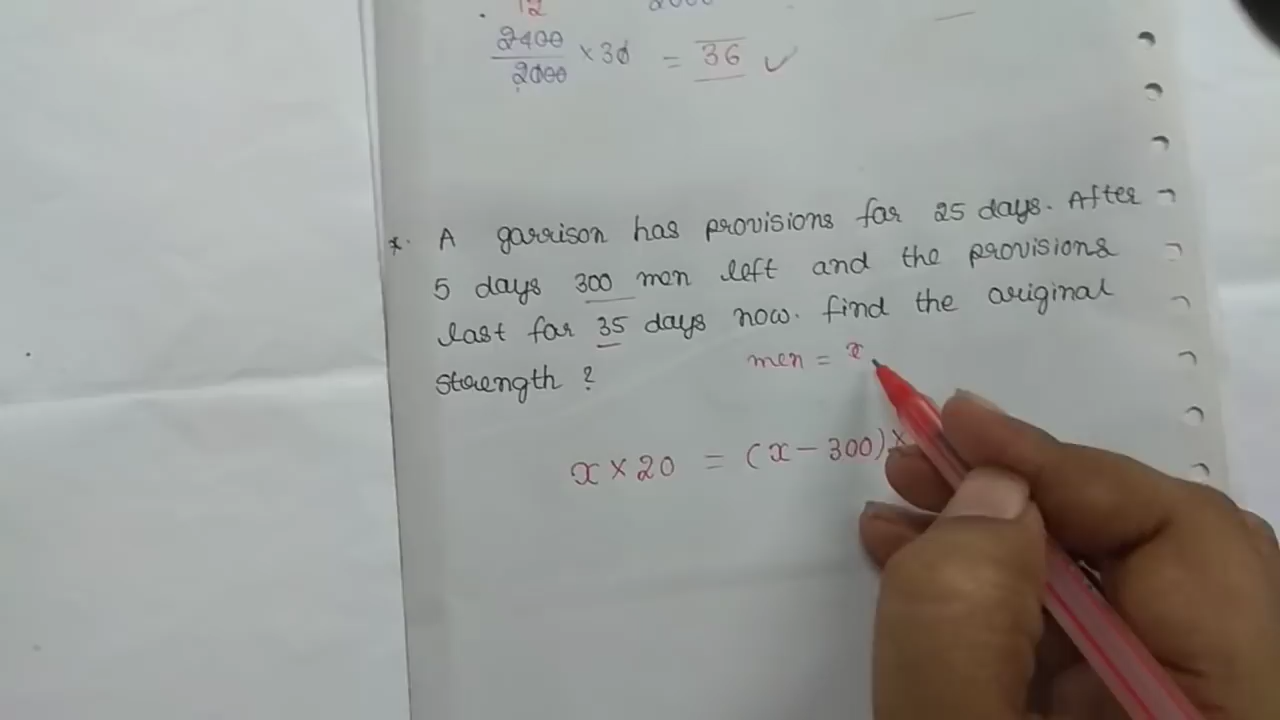 12
2400
× 30 = 36 ✓
2000
*. A garrison has provisions for 25 days. After
5 days 300 men left and the provisions
last for 35 days now. find the original
strength ?
men = x
x × 20 = (x - 300) ×